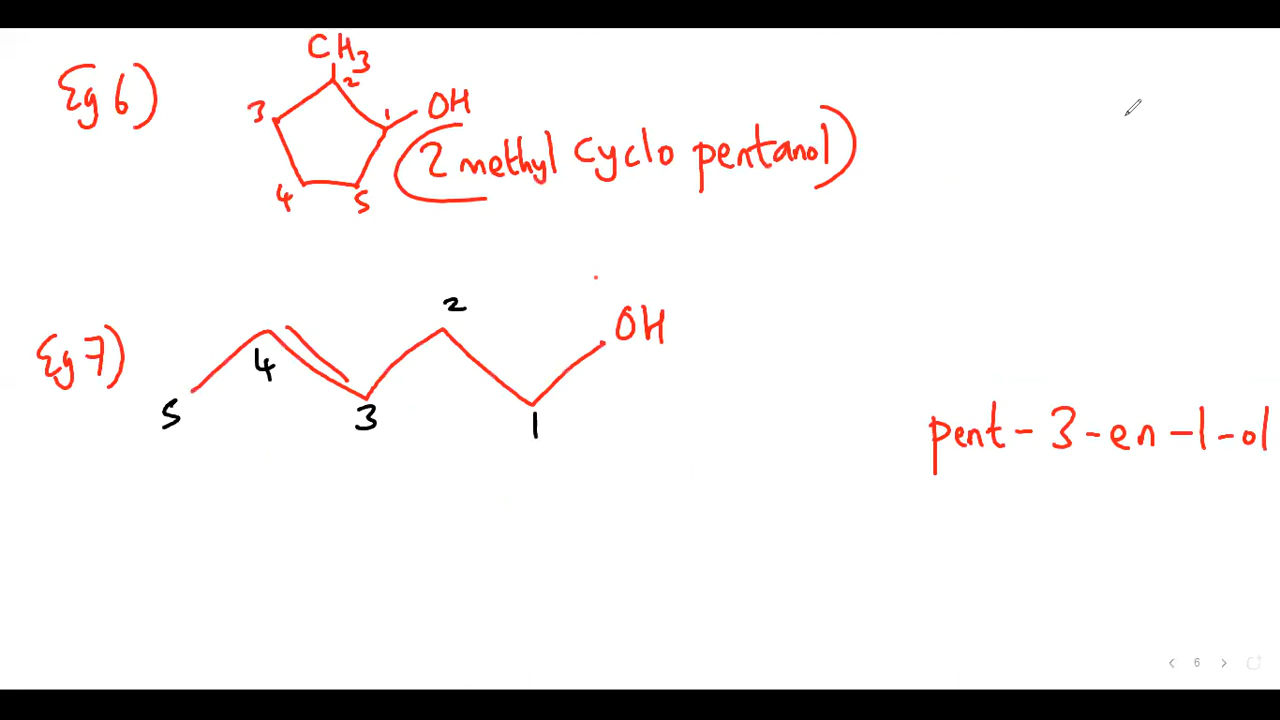 CH3
Eg 6)
2
3
1
OH
(2 methyl cyclo pentanol)
4
5
2
OH
Eg 7)
4
5
3
1
pent-3-en-1-ol
< 6 >